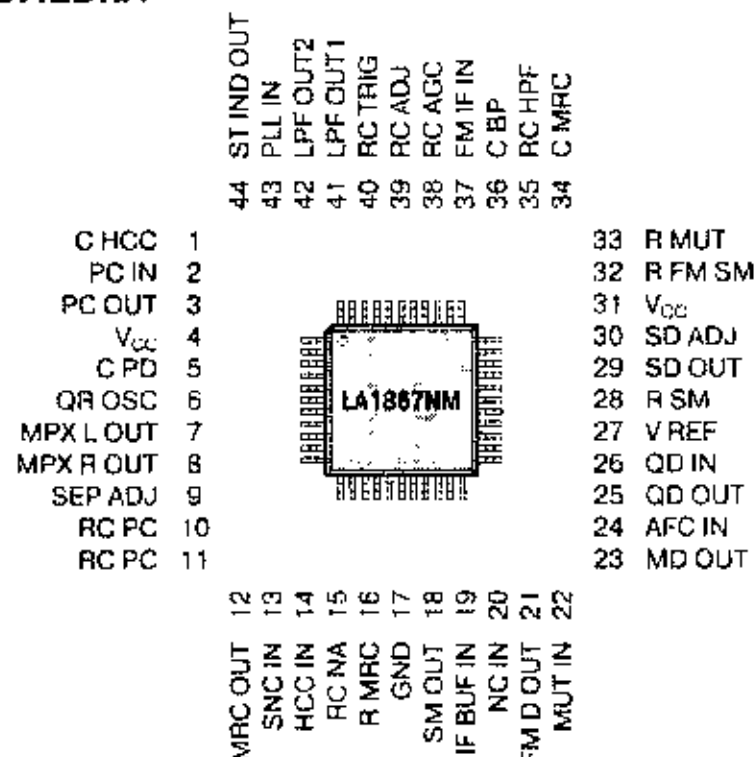 44 ST IND OUT
43 PLL IN
42 LPF OUT2
41 LPF OUT1
40 RC TRIG
39 RC ADJ
38 RC AGC
37 FM IF IN
36 C BP
35 RC HPF
34 C MRC
C HCC 1
PC IN 2
PC OUT 3
VCC 4
C PD 5
QR OSC 6
MPX L OUT 7
MPX R OUT 8
SEP ADJ 9
RC PC 10
RC PC 11
33 R MUT
32 R FM SM
31 VCC
30 SD ADJ
29 SD OUT
28 R SM
27 V REF
26 QD IN
25 QD OUT
24 AFC IN
23 MD OUT
LA1867NM
MRC OUT 12
SNC IN 13
HCC IN 14
RC NA 15
R MRC 16
GND 17
SM OUT 18
IF BUF IN 19
NC IN 20
FM D OUT 21
MUT IN 22